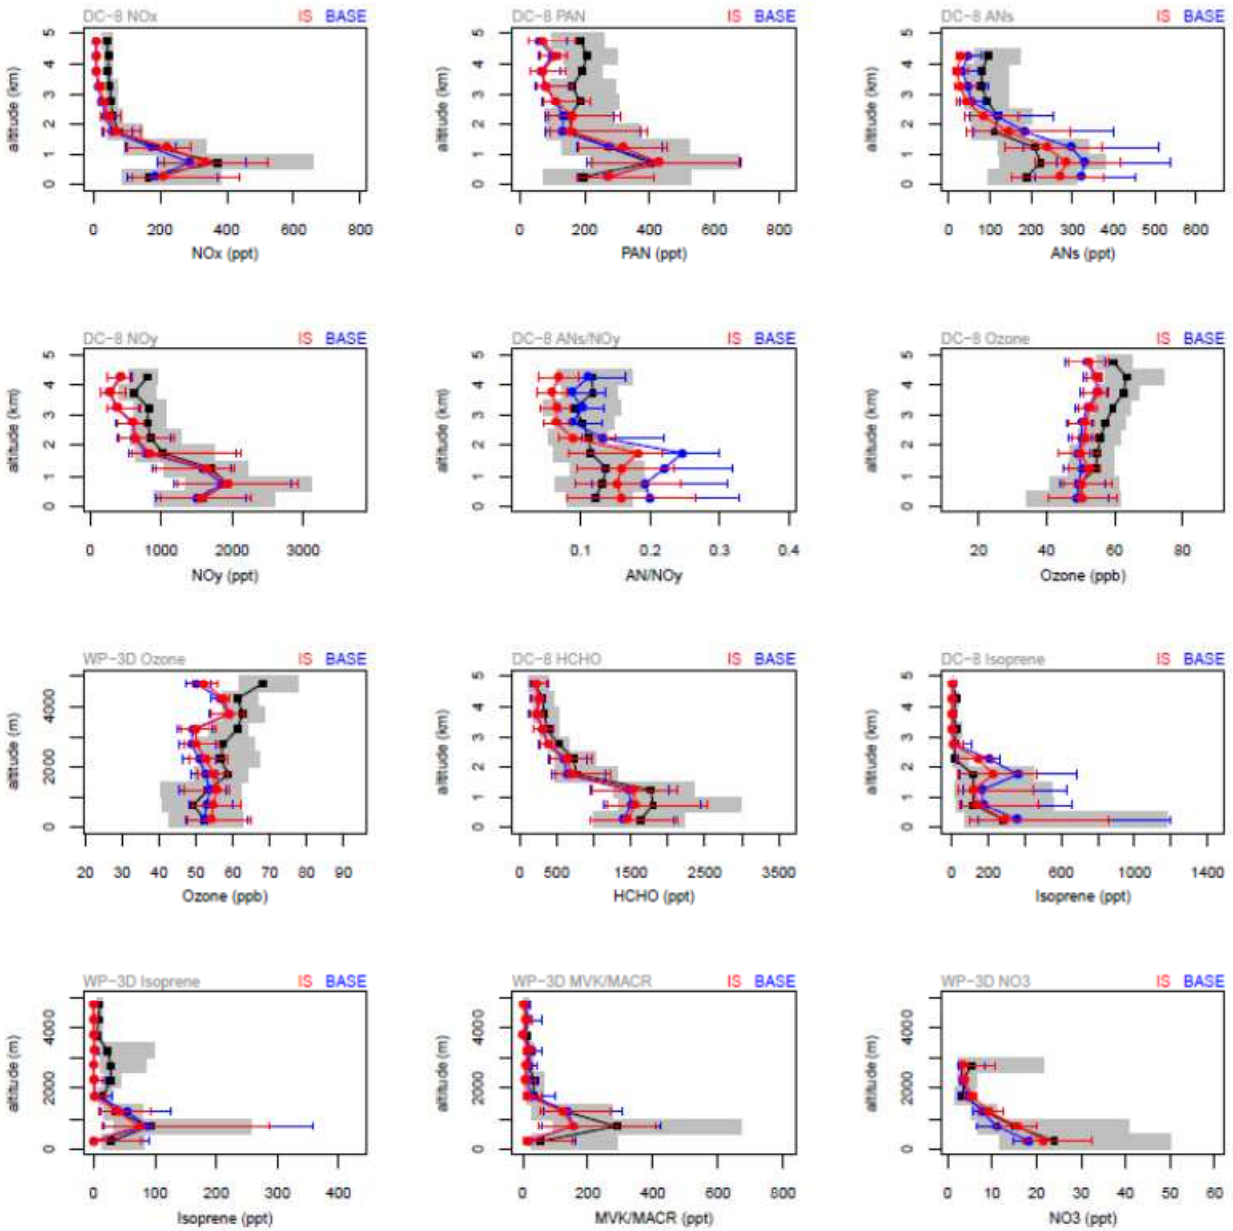 DC-8 NOx IS BASE
altitude (km)
0 1 2 3 4 5
0 200 400 600 800
NOx (ppt)
DC-8 PAN IS BASE
altitude (km)
0 1 2 3 4 5
0 200 400 600 800
PAN (ppt)
DC-8 ANs IS BASE
altitude (km)
0 1 2 3 4 5
0 100 200 300 400 500 600
ANs (ppt)
DC-8 NOy IS BASE
altitude (km)
0 1 2 3 4 5
0 1000 2000 3000
NOy (ppt)
DC-8 ANs/NOy IS BASE
altitude (km)
0 1 2 3 4 5
0.1 0.2 0.3 0.4
AN/NOy
DC-8 Ozone IS BASE
altitude (km)
0 1 2 3 4 5
20 40 60 80
Ozone (ppb)
WP-3D Ozone IS BASE
altitude (m)
0 2000 4000
20 30 40 50 60 70 80 90
Ozone (ppb)
DC-8 HCHO IS BASE
altitude (km)
0 1 2 3 4 5
0 500 1500 2500 3500
HCHO (ppt)
DC-8 Isoprene IS BASE
altitude (km)
0 1 2 3 4 5
0 200 600 1000 1400
Isoprene (ppt)
WP-3D Isoprene IS BASE
altitude (m)
0 2000 4000
0 100 200 300 400
Isoprene (ppt)
WP-3D MVK/MACR IS BASE
altitude (m)
0 2000 4000
0 200 400 600 800
MVK/MACR (ppt)
WP-3D NO3 IS BASE
altitude (m)
0 2000 4000
0 10 20 30 40 50 60
NO3 (ppt)